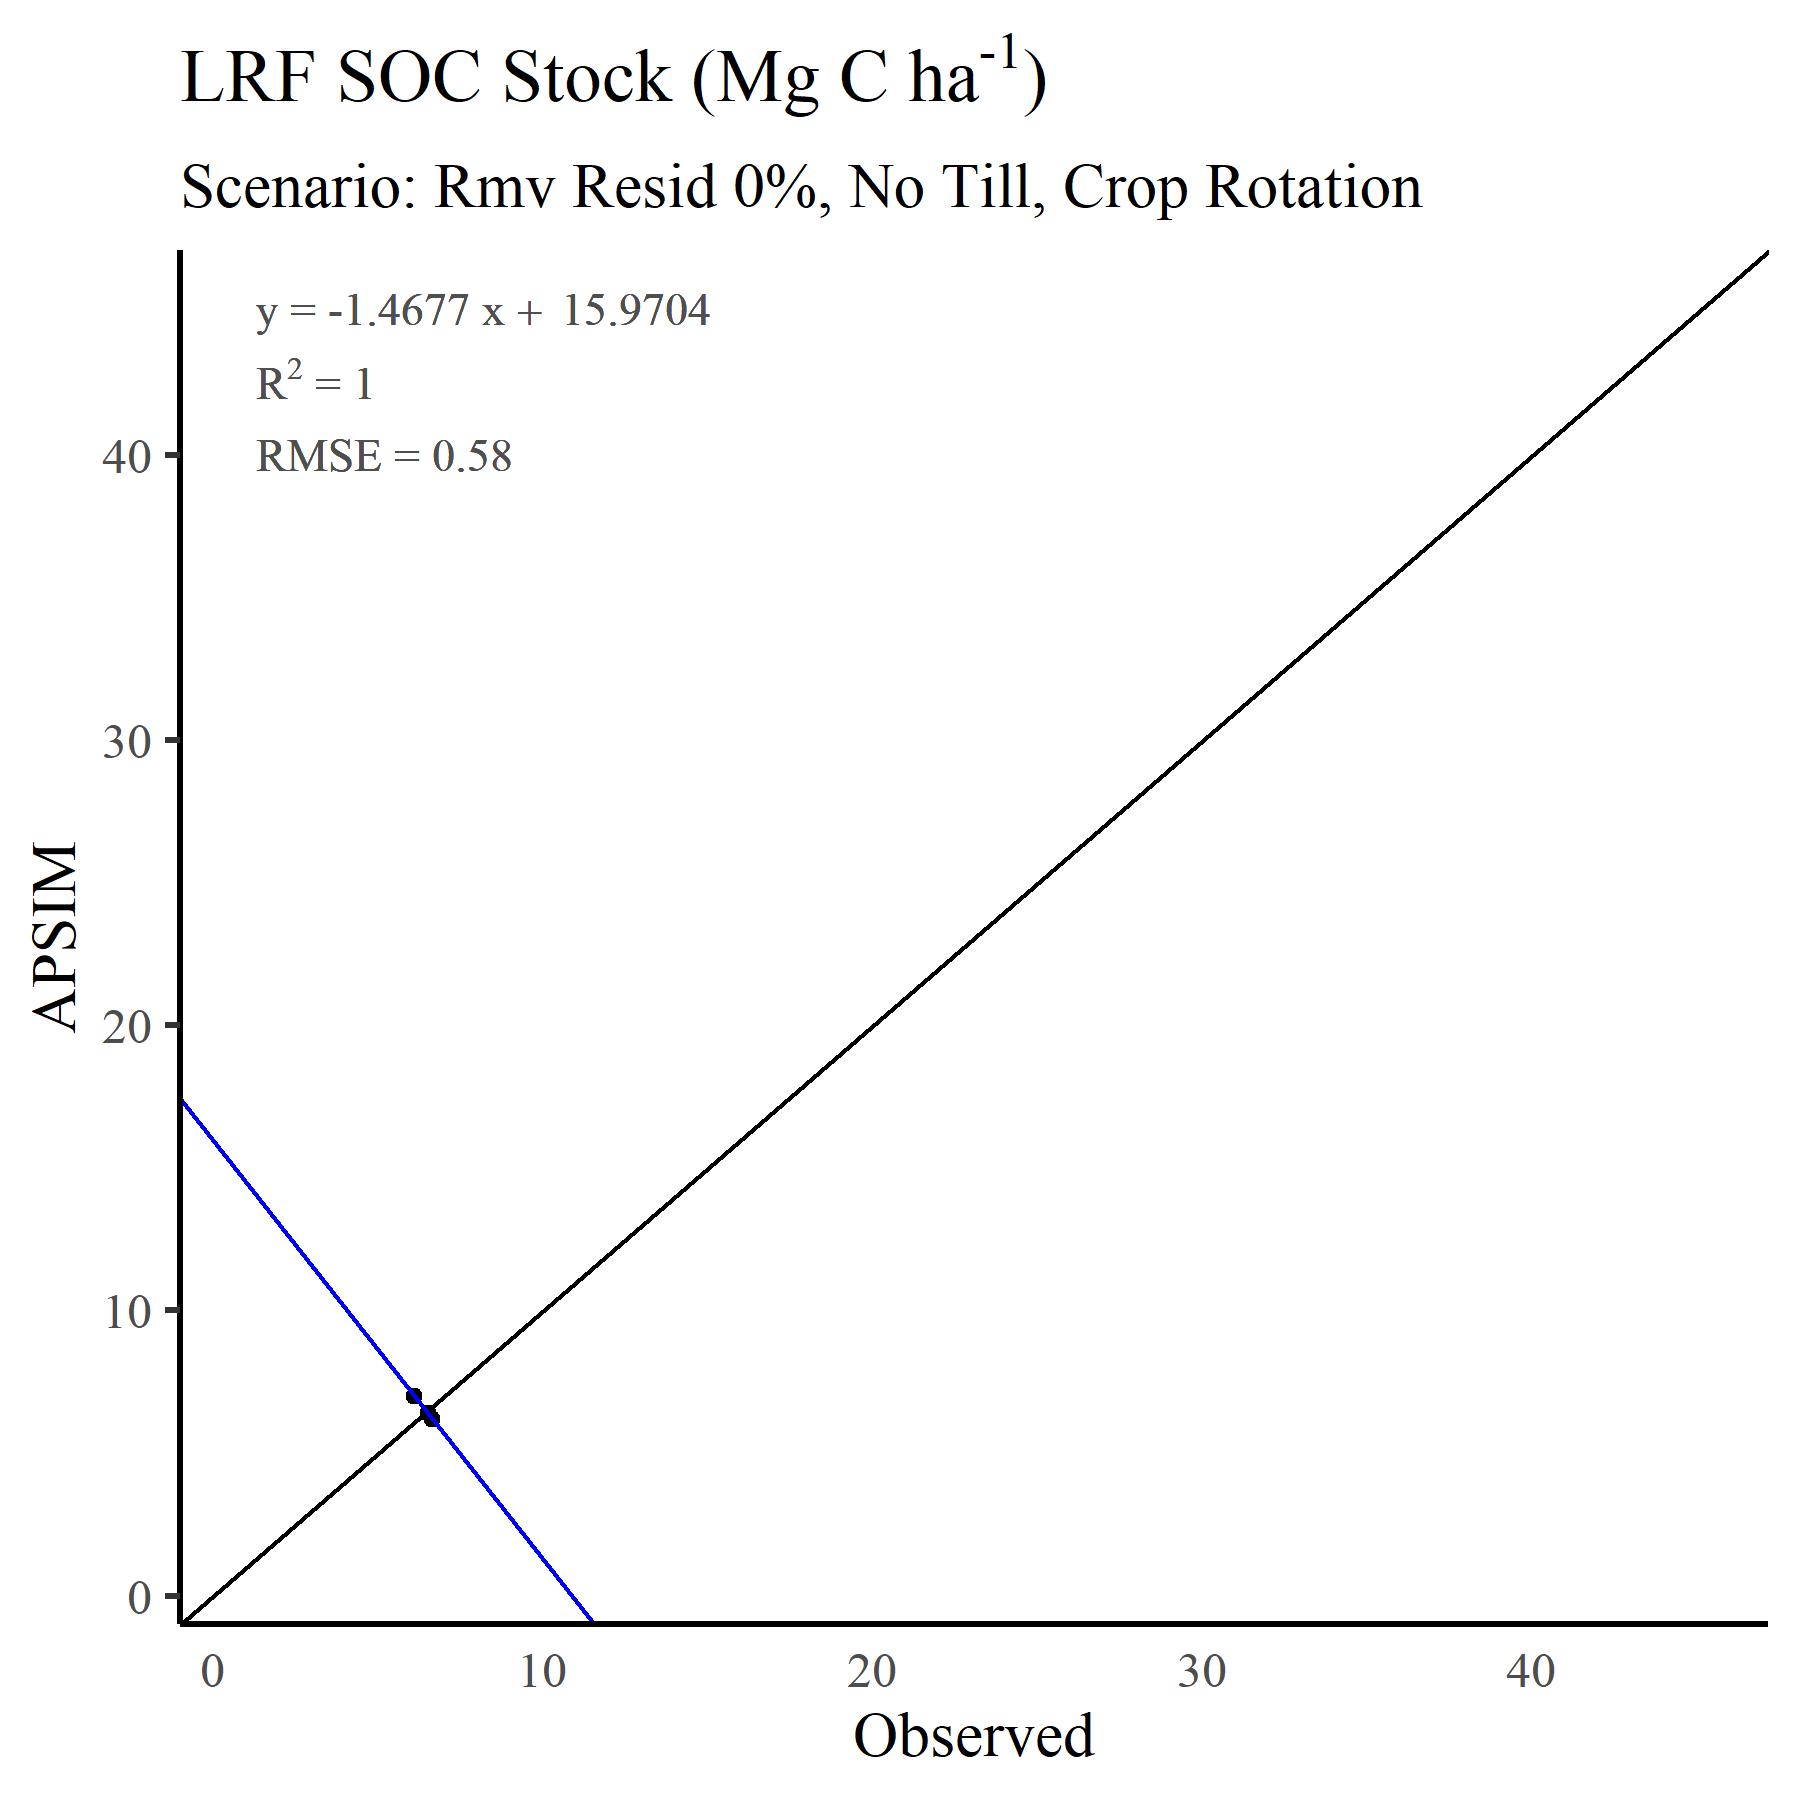 LRF SOC Stock (Mg C ha⁻¹)
Scenario: Rmv Resid 0%, No Till, Crop Rotation
y = -1.4677 x + 15.9704
R² = 1
RMSE = 0.58
40
30
20
10
0
APSIM
0 10 20 30 40
Observed